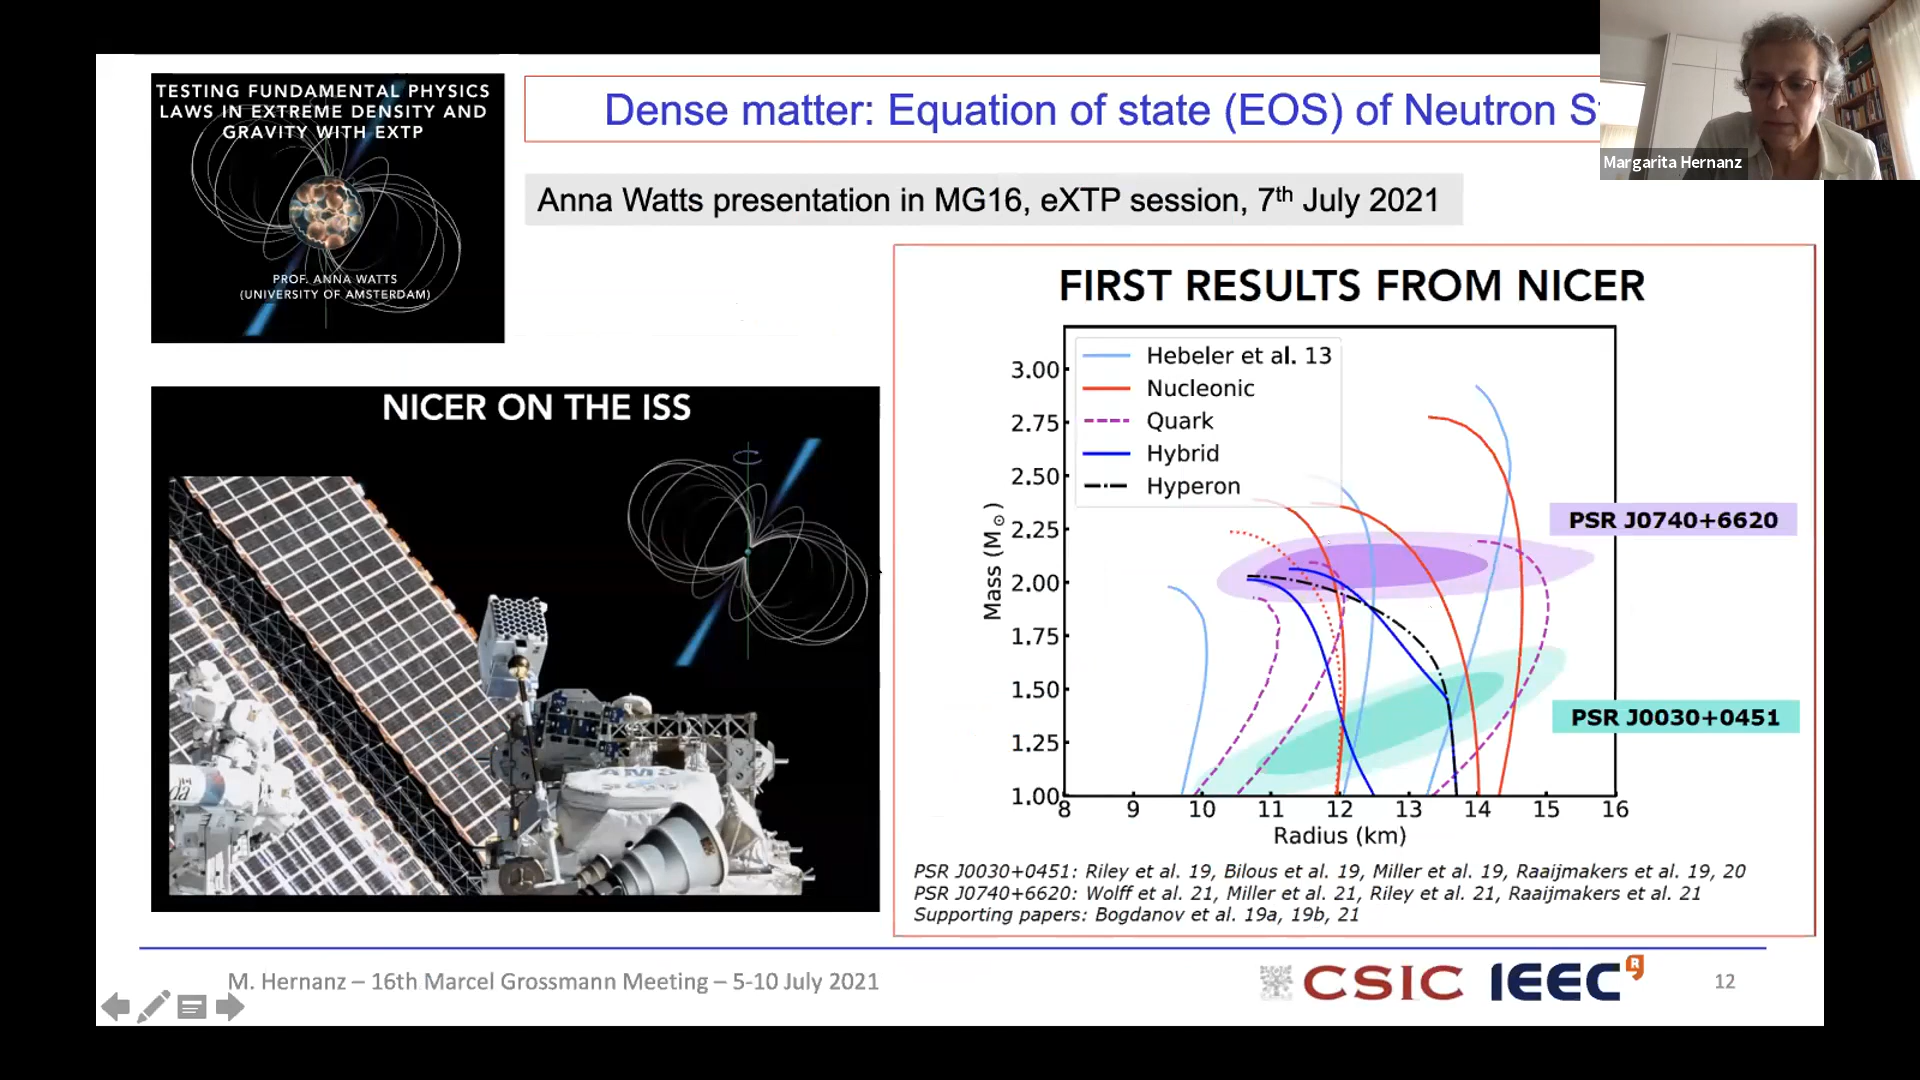 TESTING FUNDAMENTAL PHYSICS
LAWS IN EXTREME DENSITY AND
GRAVITY WITH EXTP
PROF. ANNA WATTS
(UNIVERSITY OF AMSTERDAM)
Dense matter: Equation of state (EOS) of Neutron S
Margarita Hernanz
Anna Watts presentation in MG16, eXTP session, 7th July 2021
NICER ON THE ISS
AMS
FIRST RESULTS FROM NICER
Hebeler et al. 13
Nucleonic
Quark
Hybrid
Hyperon
PSR J0740+6620
PSR J0030+0451
Mass (M☉)
3.00
2.75
2.50
2.25
2.00
1.75
1.50
1.25
1.00
8 9 10 11 12 13 14 15 16
Radius (km)
PSR J0030+0451: Riley et al. 19, Bilous et al. 19, Miller et al. 19, Raaijmakers et al. 19, 20
PSR J0740+6620: Wolff et al. 21, Miller et al. 21, Riley et al. 21, Raaijmakers et al. 21
Supporting papers: Bogdanov et al. 19a, 19b, 21
M. Hernanz – 16th Marcel Grossmann Meeting – 5-10 July 2021
CSIC IEEC R
12